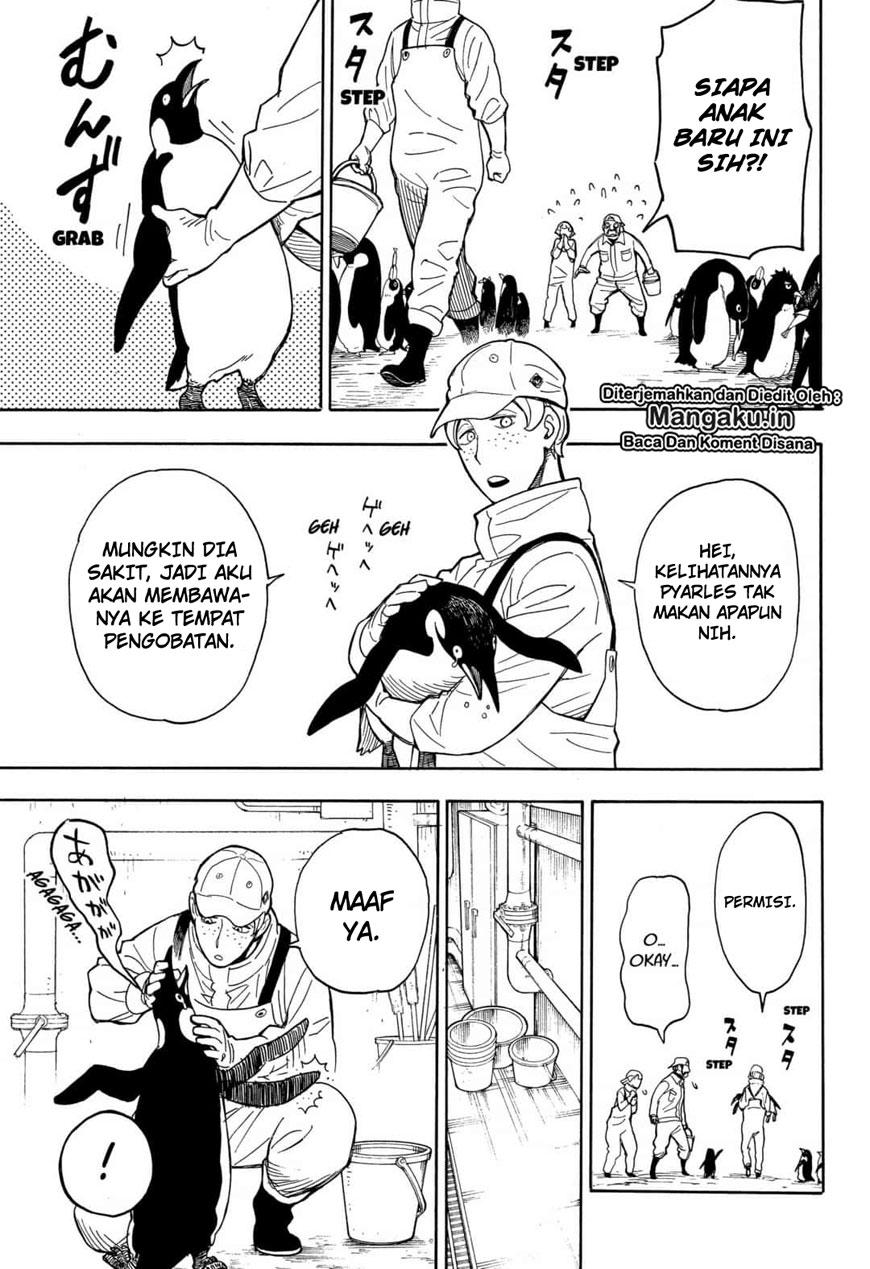 SIAPA
ANAK
BARU INI
SIH?!
スタ
STEP
スタ
STEP
むんず
GRAB
Diterjemahkan dan Diedit Oleh :
Mangaku.in
Baca Dan Koment Disana
HEI,
KELIHATANNYA
PYARLES TAK
MAKAN APAPUN
NIH.
ゲヘッヘ
GEH
ゲヘッヘ
GEH
MUNGKIN DIA
SAKIT, JADI AKU
AKAN MEMBAWA-
NYA KE TEMPAT
PENGOBATAN.
PERMISI.
O...
OKAY...
STEP
スタ
スタ
STEP
MAAF
YA.
あががが
AGAGAGA...
!